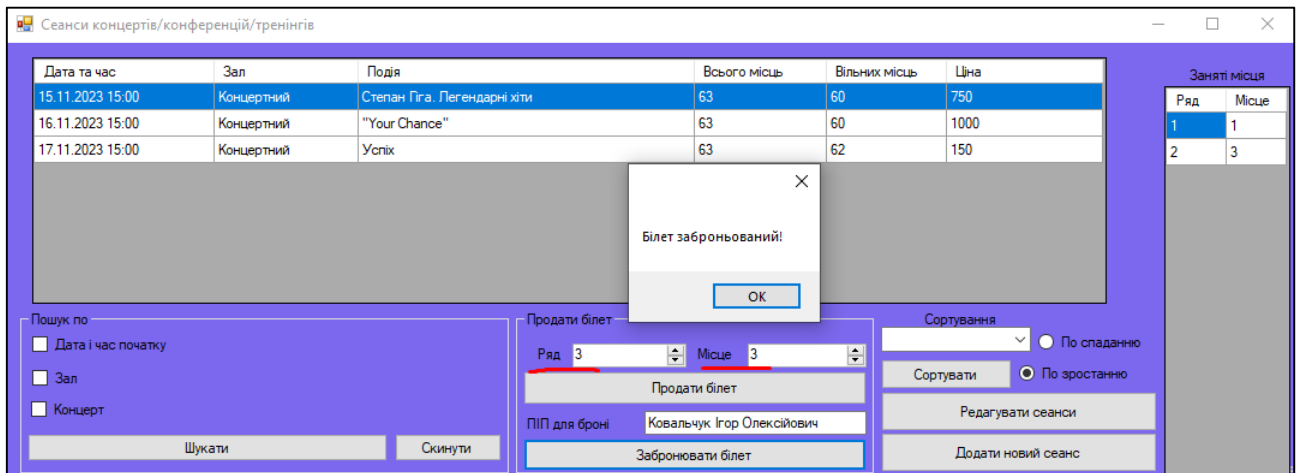 Сеанси концертів/конференцій/тренінгів
Дата та час Зал Подія Всього місць Вільних місць Ціна
15.11.2023 15:00 Концертний Степан Гіга. Легендарні хіти 63 60 750
16.11.2023 15:00 Концертний "Your Chance" 63 60 1000
17.11.2023 15:00 Концертний Успіх 63 62 150
Заняті місця
Ряд Місце
1 1
2 3
Білет заброньований!
OK
Пошук по
Дата і час початку
Зал
Концерт
Шукати Скинути
Продати білет
Ряд 3 Місце 3
Продати білет
ПІП для броні Ковальчук Ігор Олексійович
Забронювати білет
Сортування
По спаданню
Сортувати По зростанню
Редагувати сеанси
Додати новий сеанс